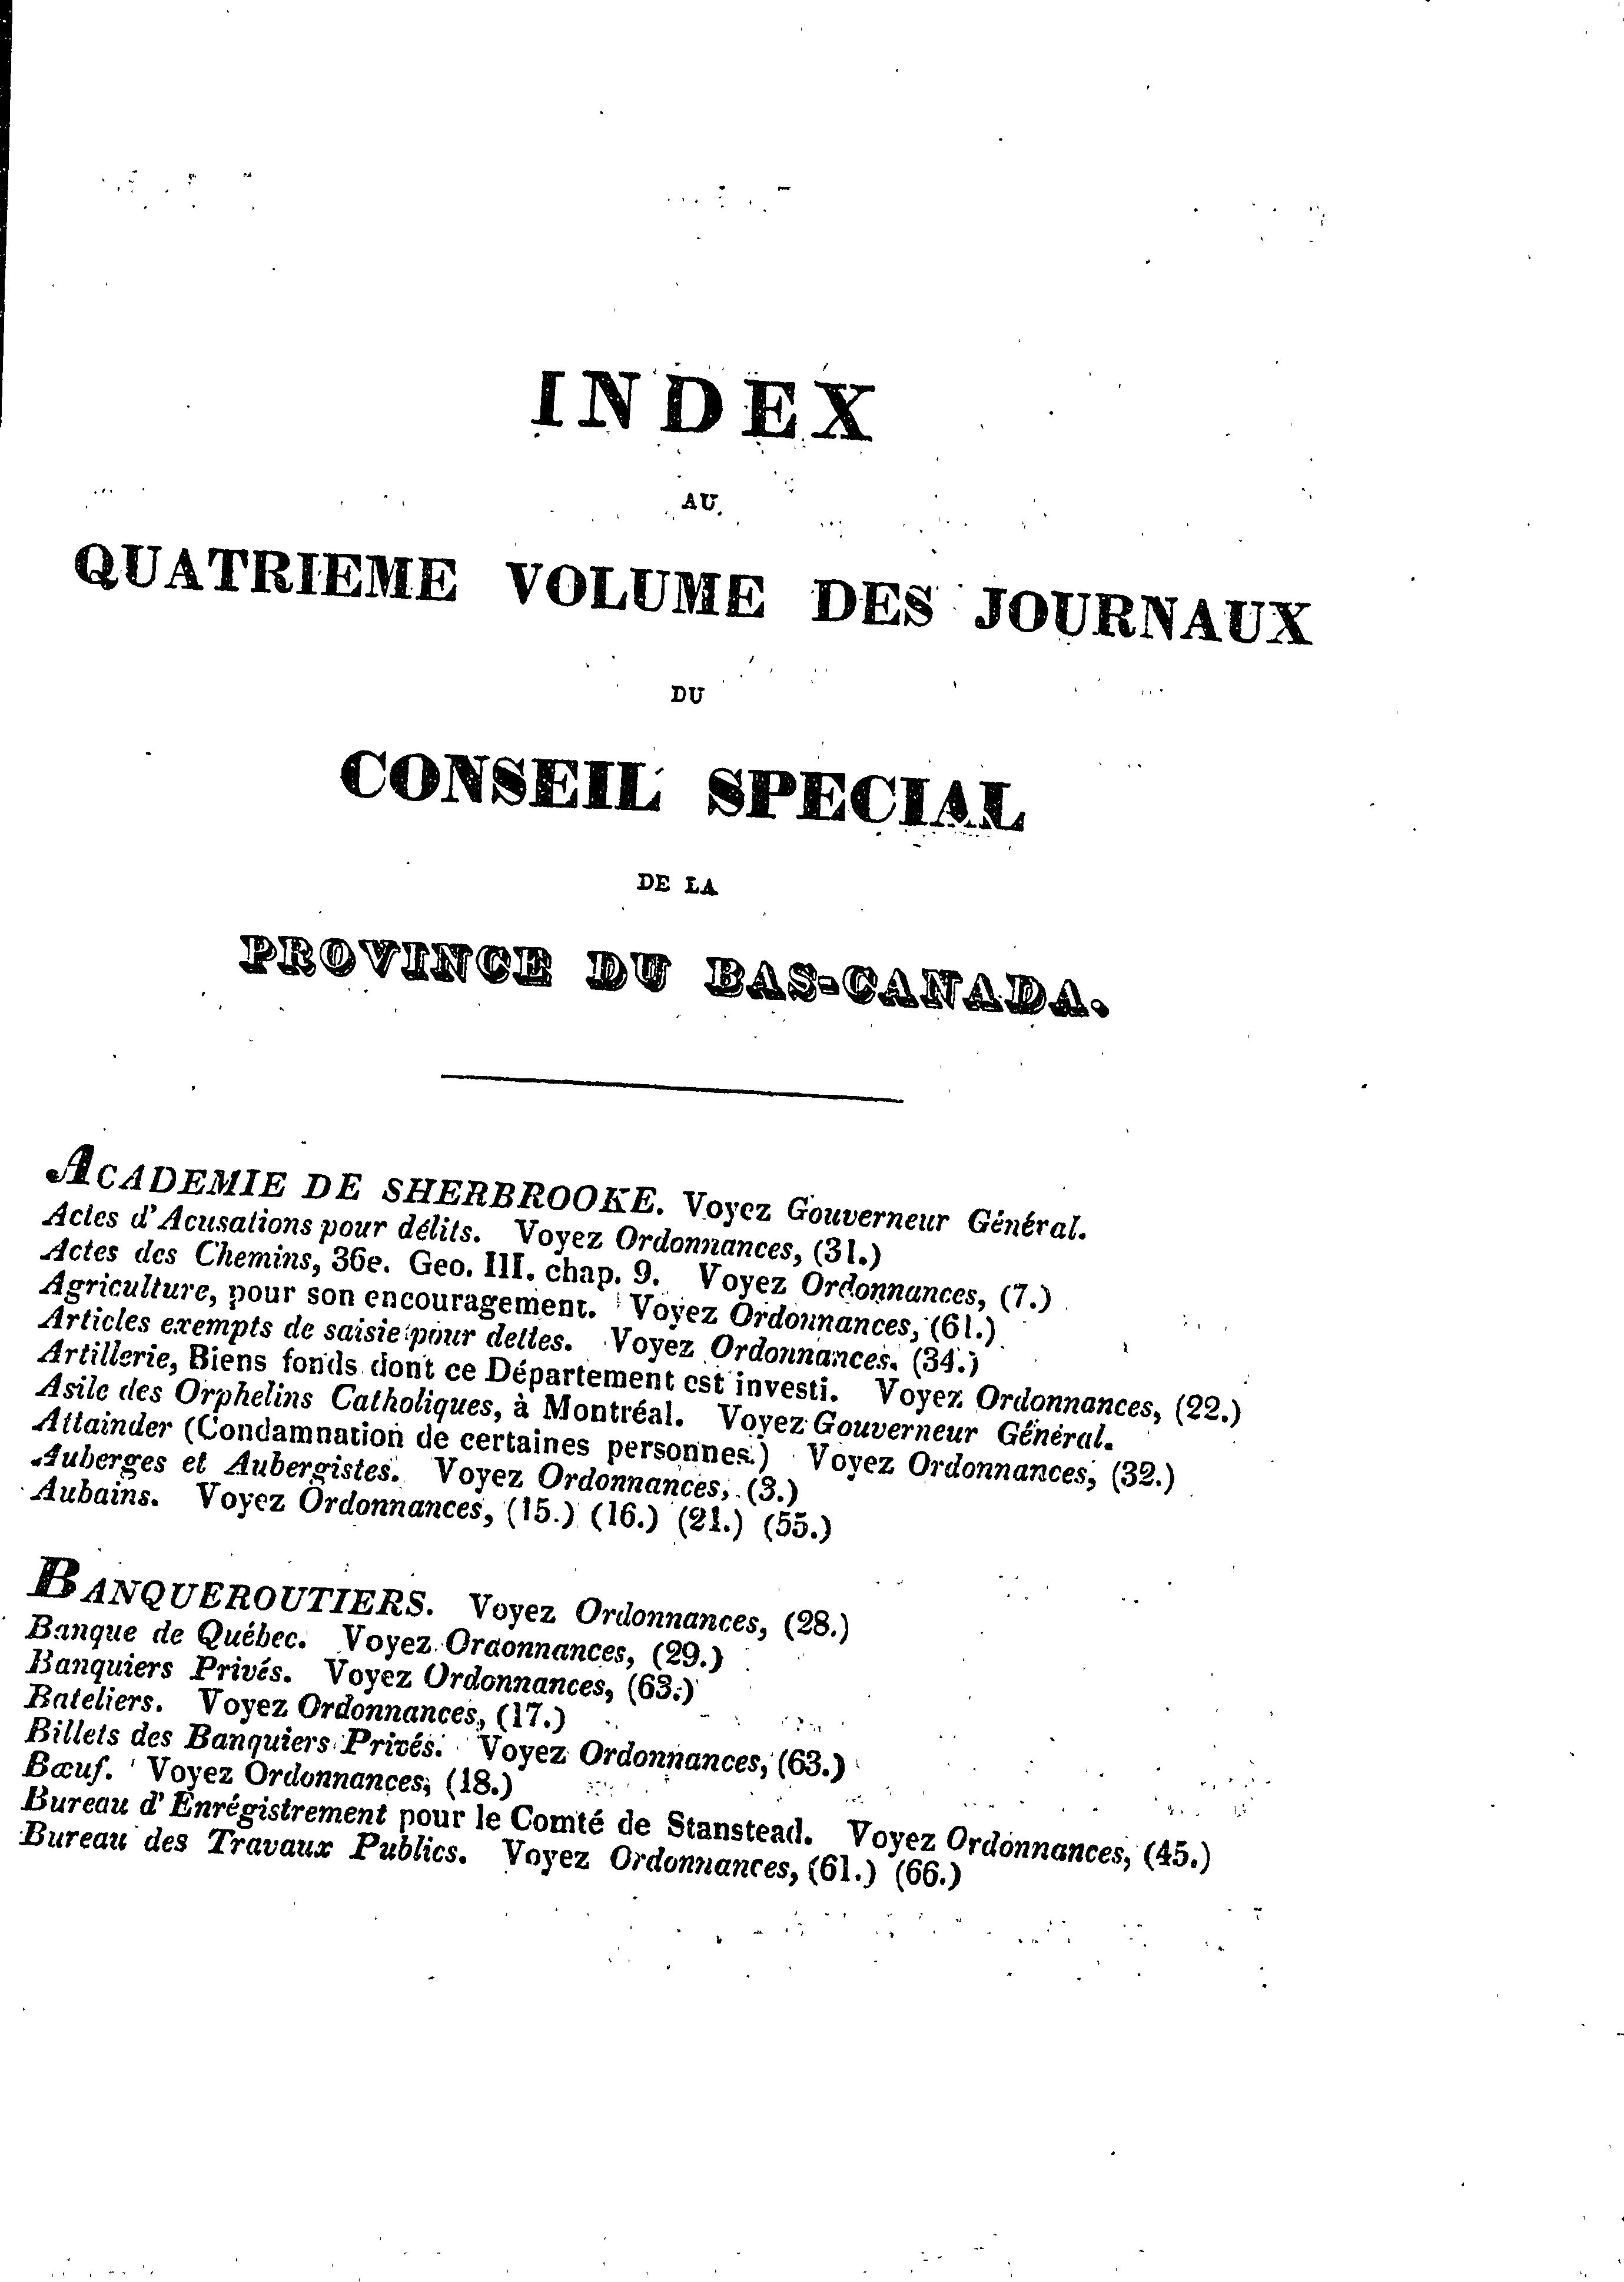 INDEX
AU
QUATRIEME VOLUME DES JOURNAUX
DU
CONSEIL SPECIAL
DE LA
PROVINCE DU BAS-CANADA.
ACADEMIE DE SHERBROOKE. Voyez Gouverneur Général.
Actes d'Acusations pour délits. Voyez Ordonnances, (31.)
Actes des Chemins, 36e. Geo. III. chap. 9. Voyez Ordonnances, (7.)
Agriculture, pour son encouragement. Voyez Ordonnances, (61.)
Articles exempts de saisie pour dettes. Voyez Ordonnances. (34.)
Artillerie, Biens fonds dont ce Département est investi. Voyez Ordonnances, (22.)
Asile des Orphelins Catholiques, à Montréal. Voyez Gouverneur Général.
Attainder (Condamnation de certaines personnes.) Voyez Ordonnances, (32.)
Auberges et Aubergistes. Voyez Ordonnances, (3.)
Aubains. Voyez Ordonnances, (15.) (16.) (21.) (55.)
BANQUEROUTIERS. Voyez Ordonnances, (28.)
Banque de Québec. Voyez Ordonnances, (29.)
Banquiers Privés. Voyez Ordonnances, (63.)
Bateliers. Voyez Ordonnances, (17.)
Billets des Banquiers Privés. Voyez Ordonnances, (63.)
Bœuf. Voyez Ordonnances, (18.)
Bureau d'Enrégistrement pour le Comté de Stanstead. Voyez Ordonnances, (45.)
Bureau des Travaux Publics. Voyez Ordonnances, (61.) (66.)